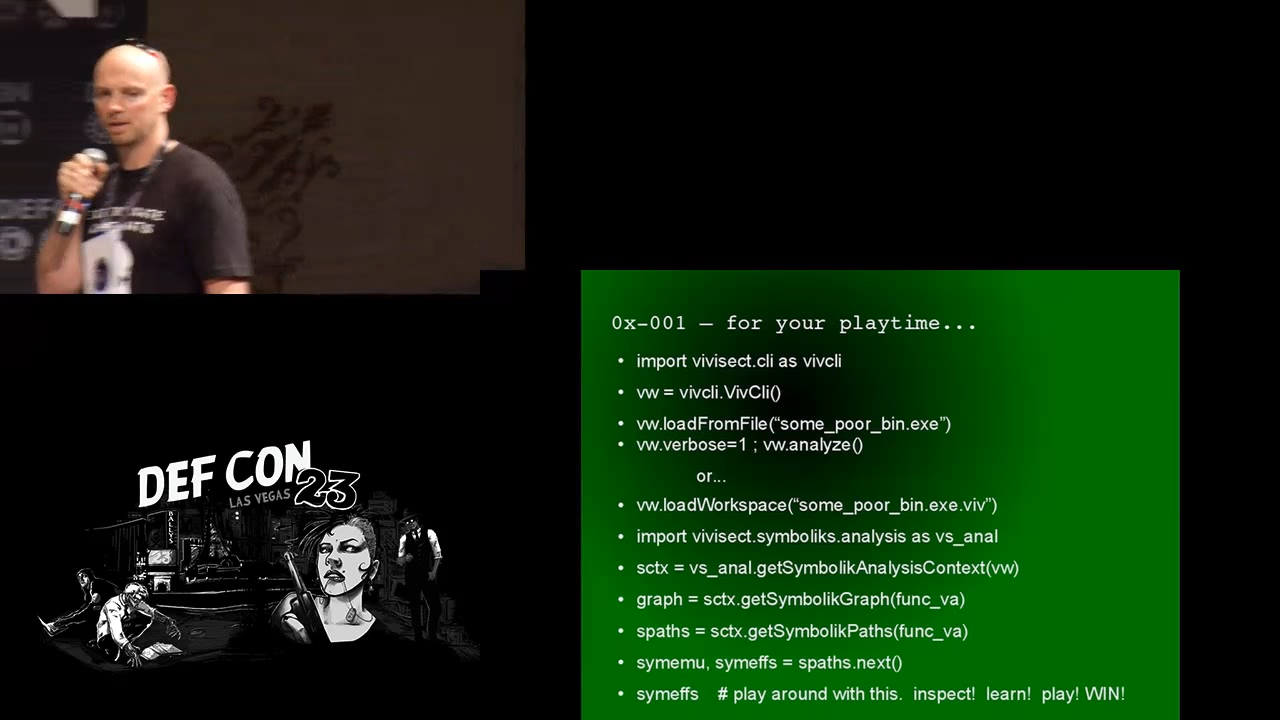 0x-001 – for your playtime...
• import vivisect.cli as vivcli
• vw = vivcli.VivCli()
• vw.loadFromFile(“some_poor_bin.exe”)
• vw.verbose=1 ; vw.analyze()
or...
• vw.loadWorkspace(“some_poor_bin.exe.viv”)
• import vivisect.symboliks.analysis as vs_anal
• sctx = vs_anal.getSymbolikAnalysisContext(vw)
• graph = sctx.getSymbolikGraph(func_va)
• spaths = sctx.getSymbolikPaths(func_va)
• symemu, symeffs = spaths.next()
• symeffs # play around with this. inspect! learn! play! WIN!
DEF CON
LAS VEGAS 23
BALLYS